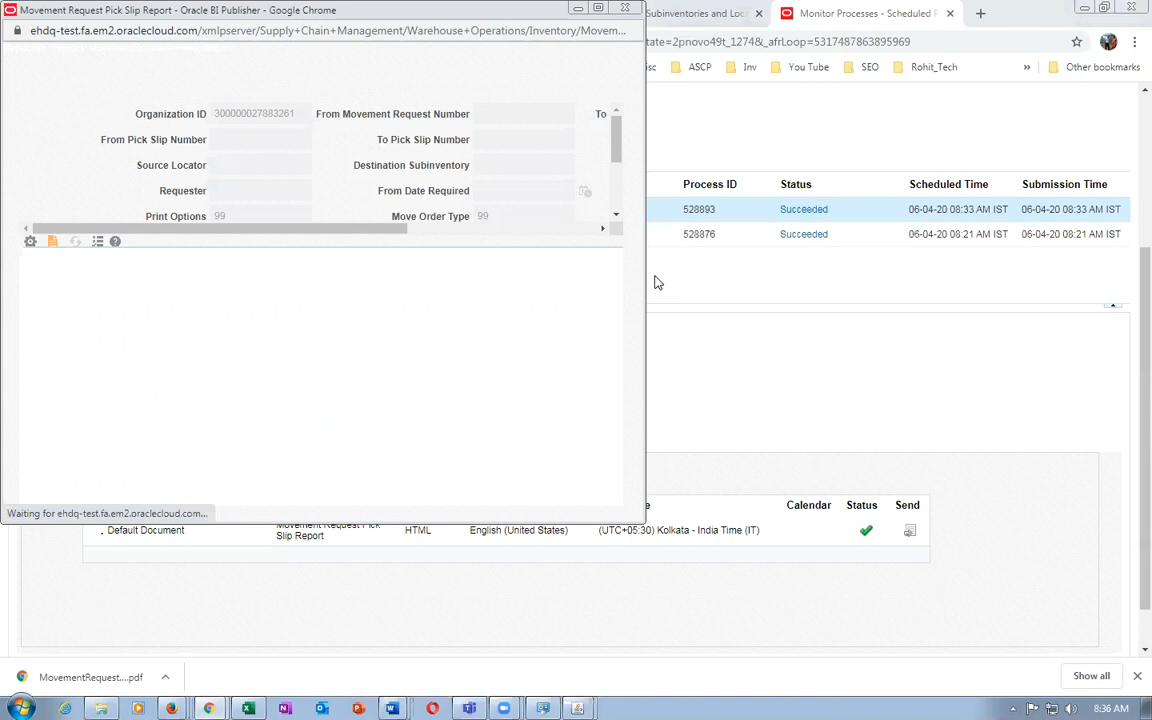 Movement Request Pick Slip Report - Oracle BI Publisher - Google Chrome
ehdq-test.fa.em2.oraclecloud.com/xmlpserver/Supply+Chain+Management/Warehouse+Operations/Inventory/Movem...
Subinventories and Loc
Monitor Processes - Scheduled P
tate=2pnovo49t_1274&_afrLoop=5317487863895969
isc
ASCP
Inv
You Tube
SEO
Rohit_Tech
»
Other bookmarks
Organization ID 300000027883261 From Movement Request Number To
From Pick Slip Number To Pick Slip Number
Source Locator Destination Subinventory
Requester From Date Required
Print Options 99 Move Order Type 99
Process ID Status Scheduled Time Submission Time
528893 Succeeded 06-04-20 08:33 AM IST 06-04-20 08:33 AM IST
528876 Succeeded 06-04-20 08:21 AM IST 06-04-20 08:21 AM IST
Waiting for ehdq-test.fa.em2.oraclecloud.com...
e Calendar Status Send
Default Document Movement Request Pick Slip Report HTML English (United States) (UTC+05:30) Kolkata - India Time (IT)
MovementRequest....pdf
Show all
8:36 AM